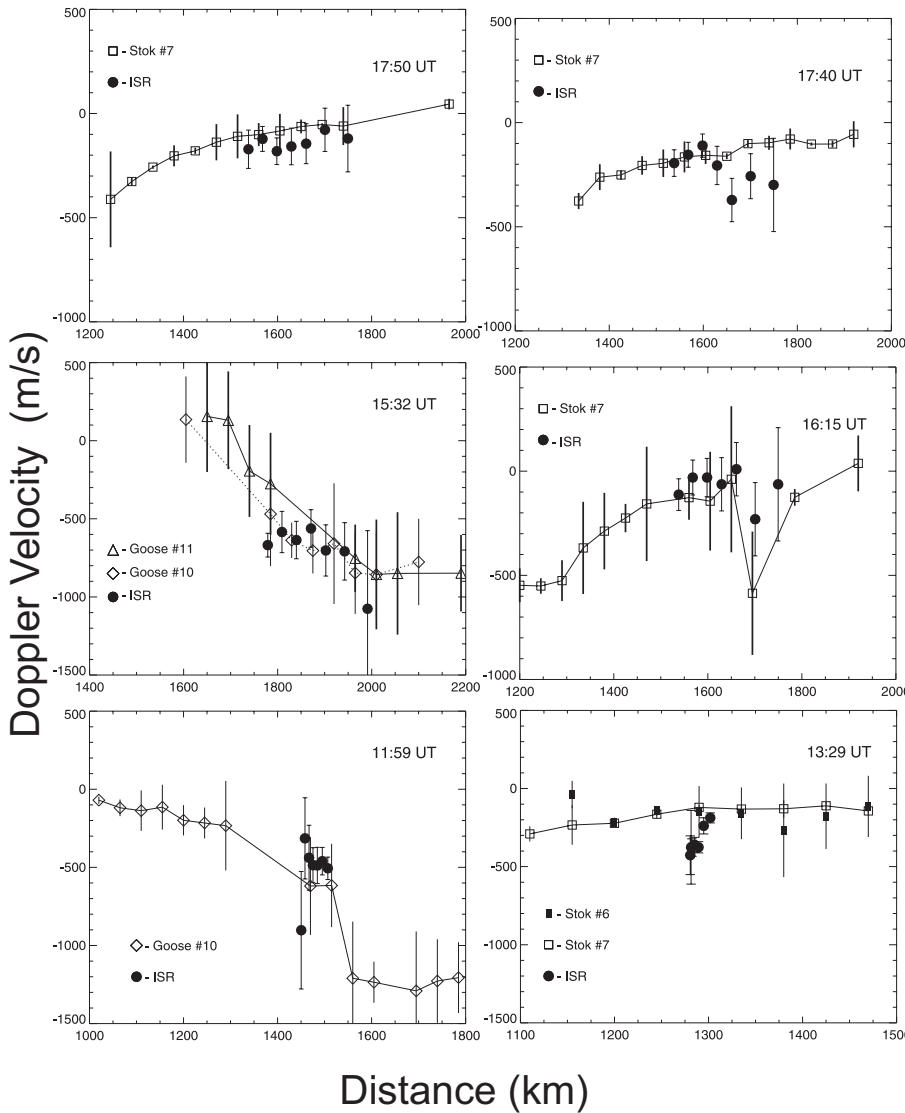 500
0
-500
-1000
1200
1400
1600
1800
2000
□ - Stok #7
● - ISR
17:50 UT
500
0
-500
-1000
1200
1400
1600
1800
2000
□ - Stok #7
● - ISR
17:40 UT
500
0
-500
-1000
-1500
1400
1600
1800
2000
2200
15:32 UT
△ - Goose #11
◇ - Goose #10
● - ISR
500
0
-500
-1000
1200
1400
1600
1800
200
□ - Stok #7
● - ISR
16:15 UT
500
0
-500
-1000
-1500
1000
1200
1400
1600
1800
11:59 UT
◇ - Goose #10
● - ISR
500
0
-500
-1000
-1500
1100
1200
1300
1400
150
13:29 UT
■ - Stok #6
□ - Stok #7
● - ISR
Doppler Velocity (m/s)
Distance (km)